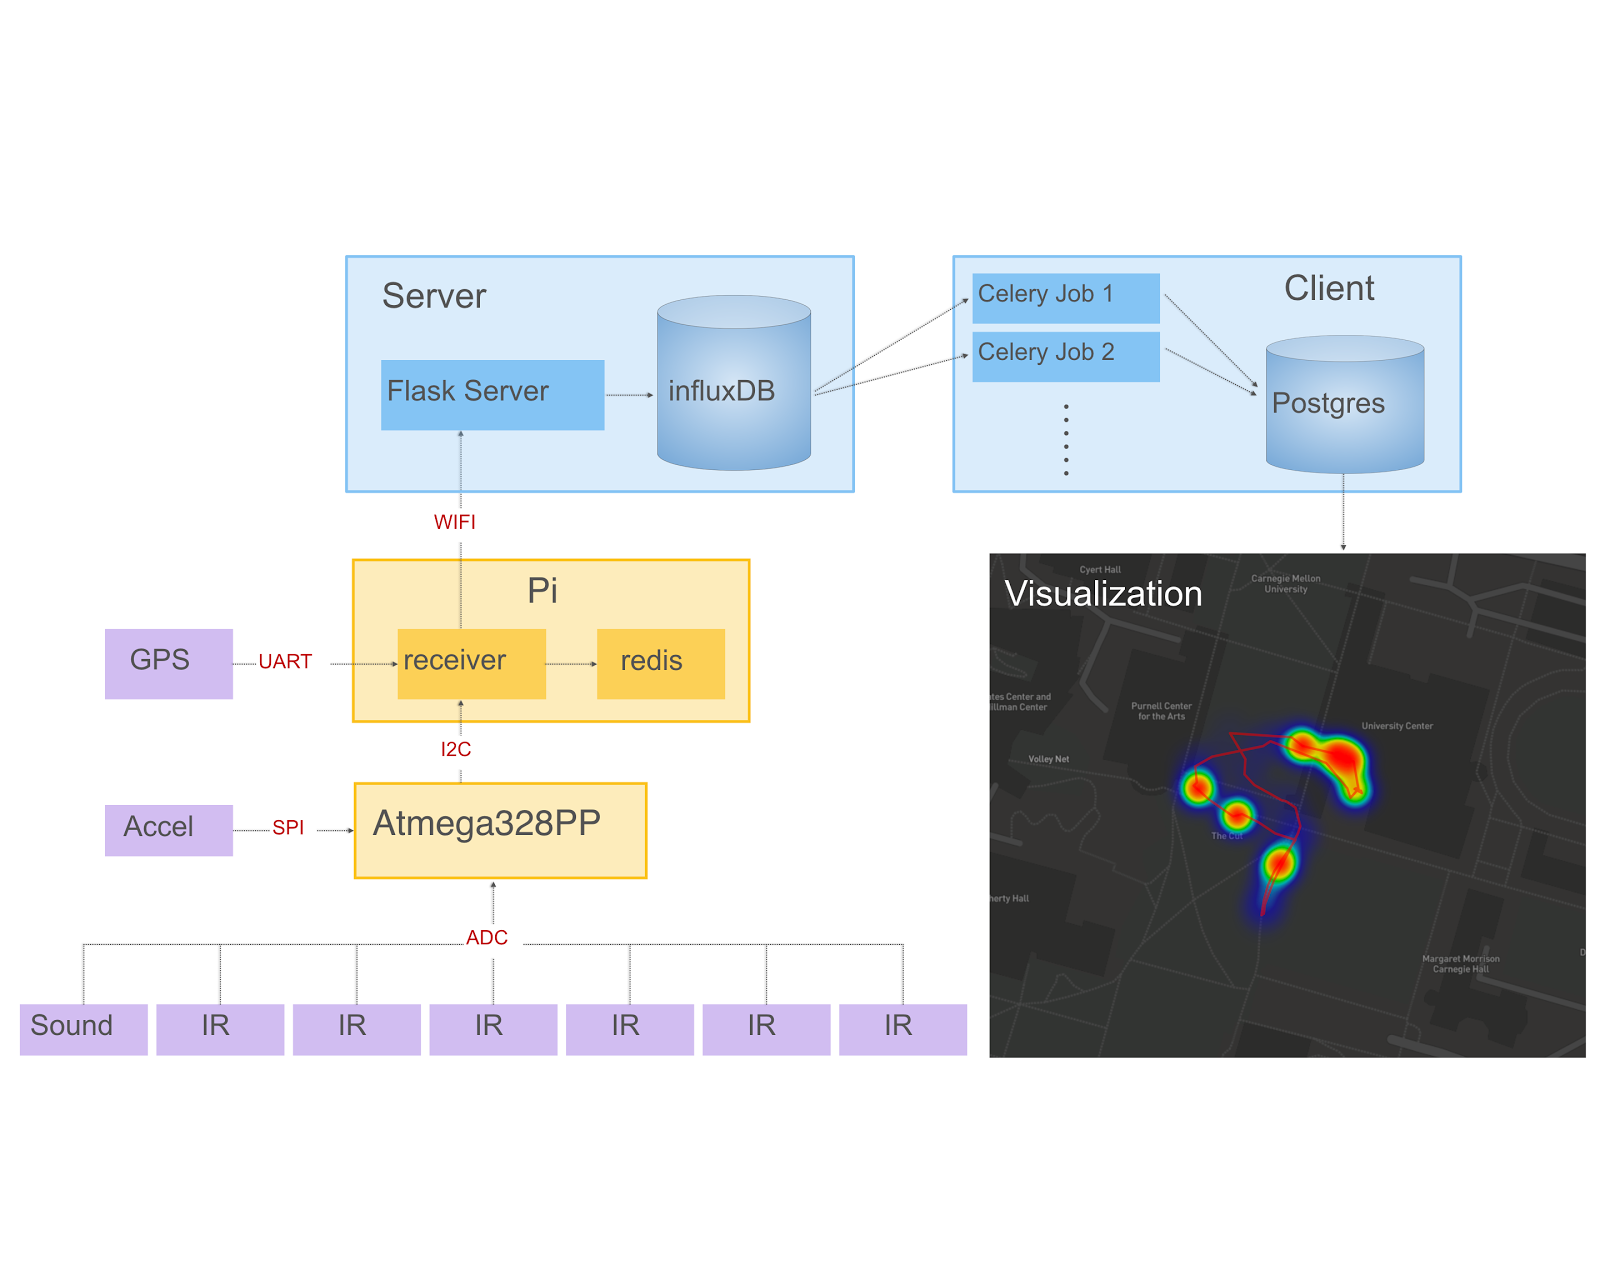 Server
Flask Server
influxDB
Client
Celery Job 1
Celery Job 2
Postgres
WIFI
Pi
GPS
UART
receiver
redis
I2C
Accel
SPI
Atmega328PP
ADC
Sound
IR
IR
IR
IR
IR
IR
Visualization
Cyert Hall
Carnegie Mellon
University
ates Center and
illman Center
Purnell Center
for the Arts
University Center
Volley Net
The Cut
herty Hall
Margaret Morrison
Carnegie Hall
D